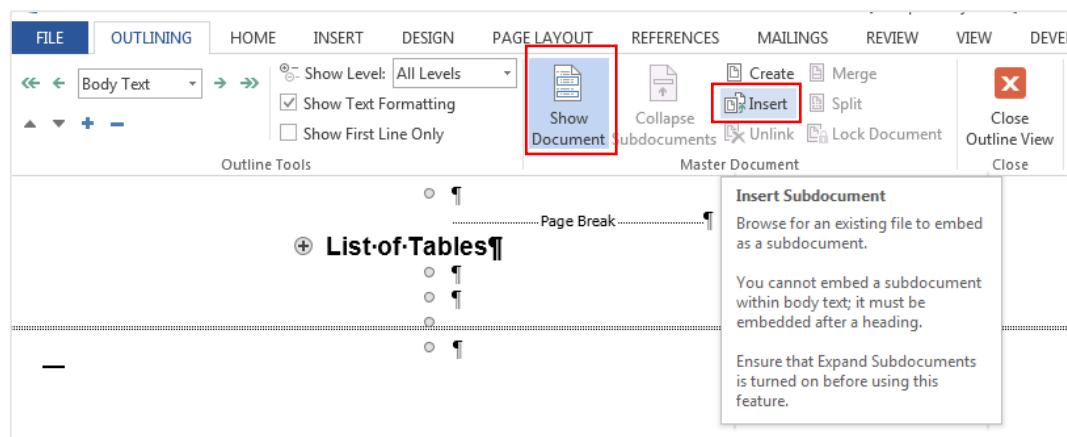 FILE OUTLINING HOME INSERT DESIGN PAGE LAYOUT REFERENCES MAILINGS REVIEW VIEW
Body Text
Show Level: All Levels
Show Text Formatting
Show First Line Only
Outline Tools
Show
Document
Collapse
Subdocuments
Create
Insert
Unlink
Merge
Split
Lock Document
Master Document
Close
Outline View
Close
¶
Page Break ¶
List·of·Tables¶
¶
¶
¶
Insert Subdocument
Browse for an existing file to embed
as a subdocument.
You cannot embed a subdocument
within body text; it must be
embedded after a heading.
Ensure that Expand Subdocuments
is turned on before using this
feature.